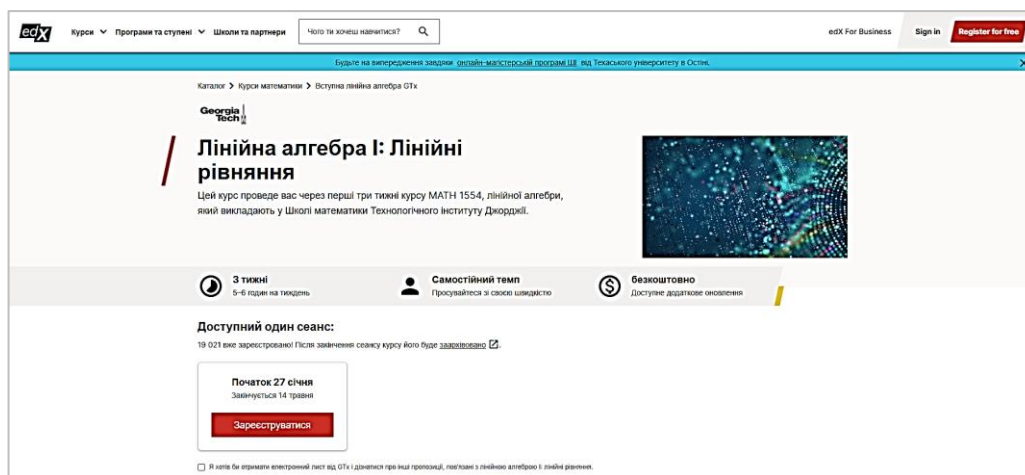 edX Курси Програми та ступені Школи та партнери Чого ти хочеш навчитися? edX For Business Sign in Register for free
Будьте на випередження завдяки онлайн-магістерській програмі ШІ від Техаського університету в Остіні.
Каталог > Курси математики > Вступна лінійна алгебра GTx
Georgia Tech
Лінійна алгебра I: Лінійні
рівняння
Цей курс проведе вас через перші три тижні курсу MATH 1554, лінійної алгебри,
який викладають у Школі математики Технологічного інституту Джорджії.
3 тижні
5–6 годин на тиждень
Самостійний темп
Просувайтеся зі своєю швидкістю
безкоштовно
Доступне додаткове оновлення
Доступний один сеанс:
19 021 вже зареєстровано! Після закінчення сеансу курсу його буде заархівовано.
Початок 27 січня
Закінчується 14 травня
Зареєструватися
Я хотів би отримати електронний лист від GTx і дізнатися про інші пропозиції, пов'язані з лінійною алгеброю I: лінійні рівняння.